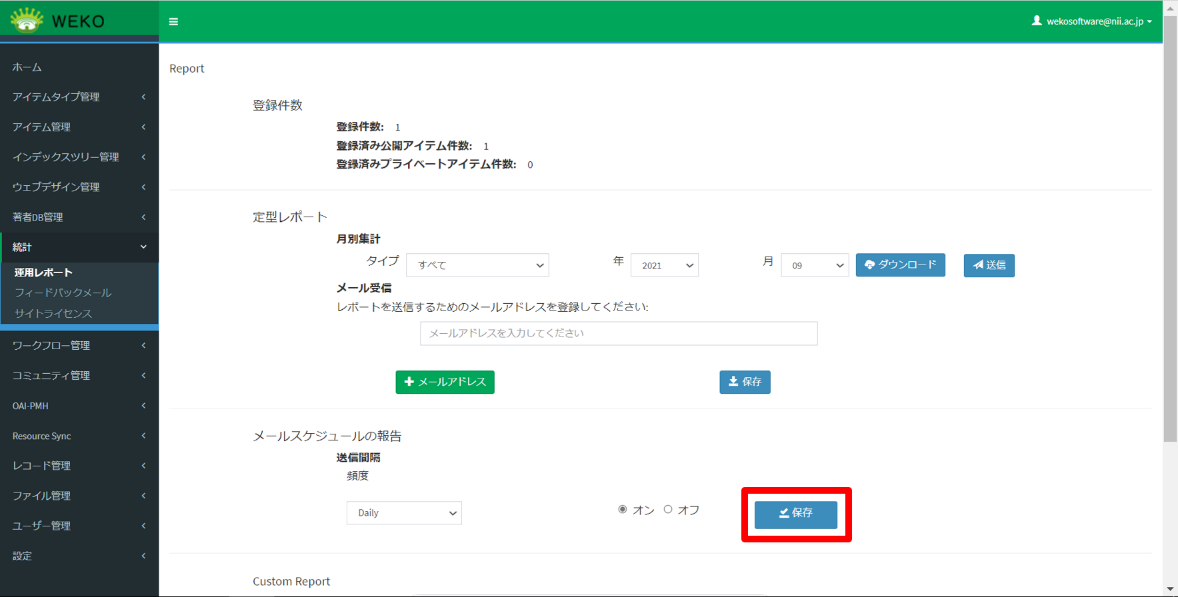 WEKO
wekosoftware@nii.ac.jp
ホーム
アイテムタイプ管理
アイテム管理
インデックスツリー管理
ウェブデザイン管理
著者DB管理
統計
運用レポート
フィードバックメール
サイトライセンス
ワークフロー管理
コミュニティ管理
OAI-PMH
Resource Sync
レコード管理
ファイル管理
ユーザー管理
設定
Report
登録件数
登録件数: 1
登録済み公開アイテム件数: 1
登録済みプライベートアイテム件数: 0
定型レポート
月別集計
タイプ すべて 年 2021 月 09 ダウンロード 送信
メール受信
レポートを送信するためのメールアドレスを登録してください:
メールアドレスを入力してください
メールアドレス 保存
メールスケジュールの報告
送信間隔
頻度
Daily オン オフ 保存
Custom Report